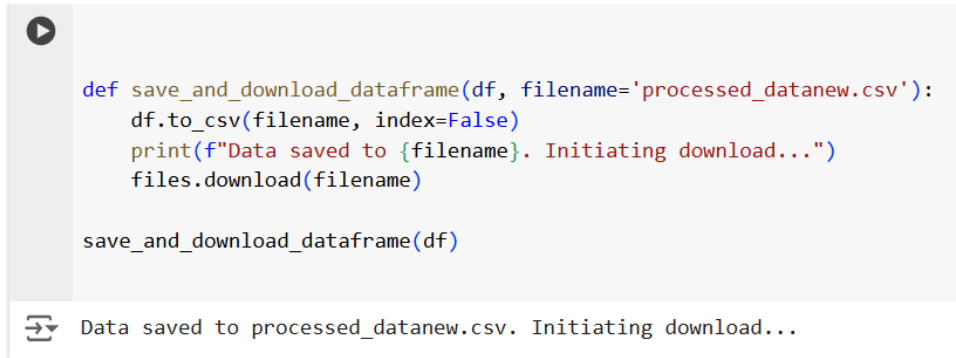 def save_and_download_dataframe(df, filename='processed_datanew.csv'):
    df.to_csv(filename, index=False)
    print(f"Data saved to {filename}. Initiating download...")
    files.download(filename)

save_and_download_dataframe(df)

Data saved to processed_datanew.csv. Initiating download...